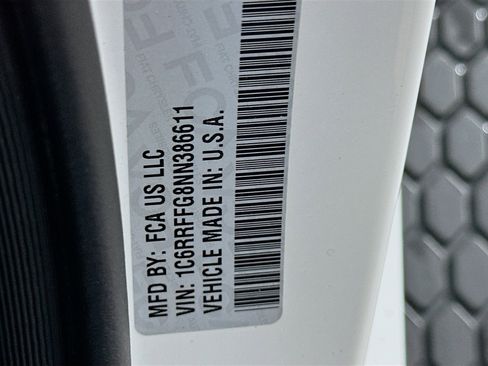 MFD BY: FCA US LLC
VIN: 1C6RRFFG8NN386611
VEHICLE MADE IN: U.S.A.